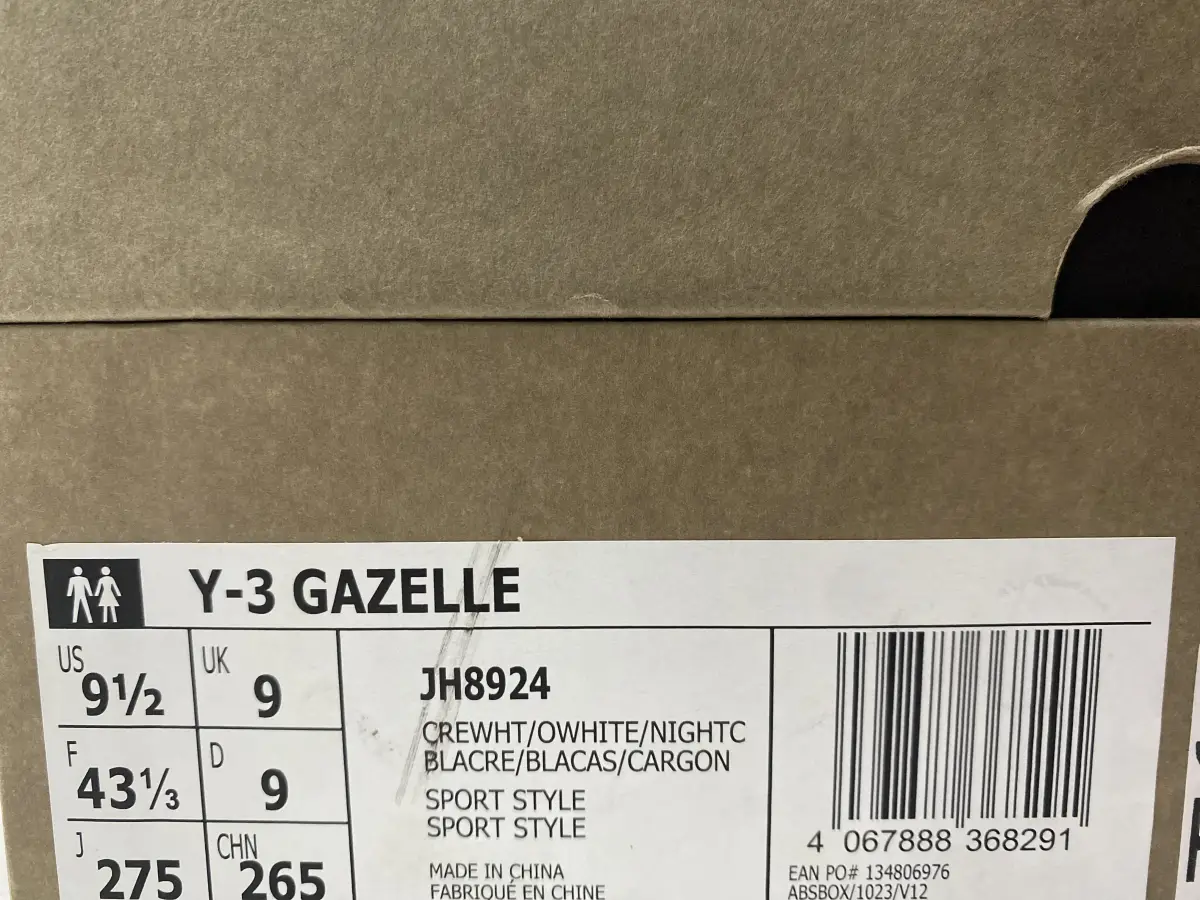 Y-3 GAZELLE
US 9½
UK 9
F 43⅓
D 9
J 275
CHN 265
JH8924
CREWHT/OWHITE/NIGHTC
BLACRE/BLACAS/CARGON
SPORT STYLE
SPORT STYLE
MADE IN CHINA
FABRIQUÉ EN CHINE
4 067888 368291
EAN PO# 134806976
ABSBOX/1023/V12